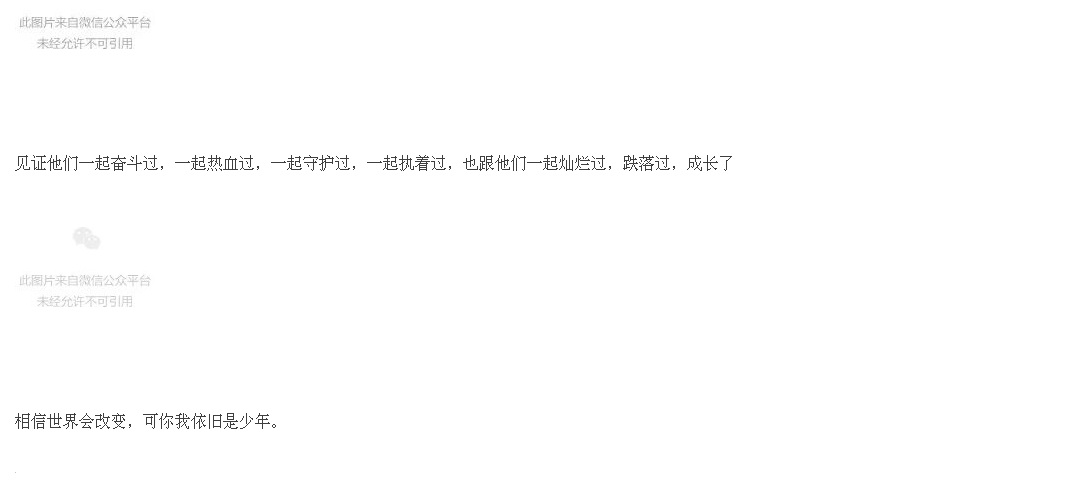 此图片来自微信公众平台
未经允许不可引用
见证他们一起奋斗过，一起热血过，一起守护过，一起执着过，也跟他们一起灿烂过，跌落过，成长了
此图片来自微信公众平台
未经允许不可引用
相信世界会改变，可你我依旧是少年。